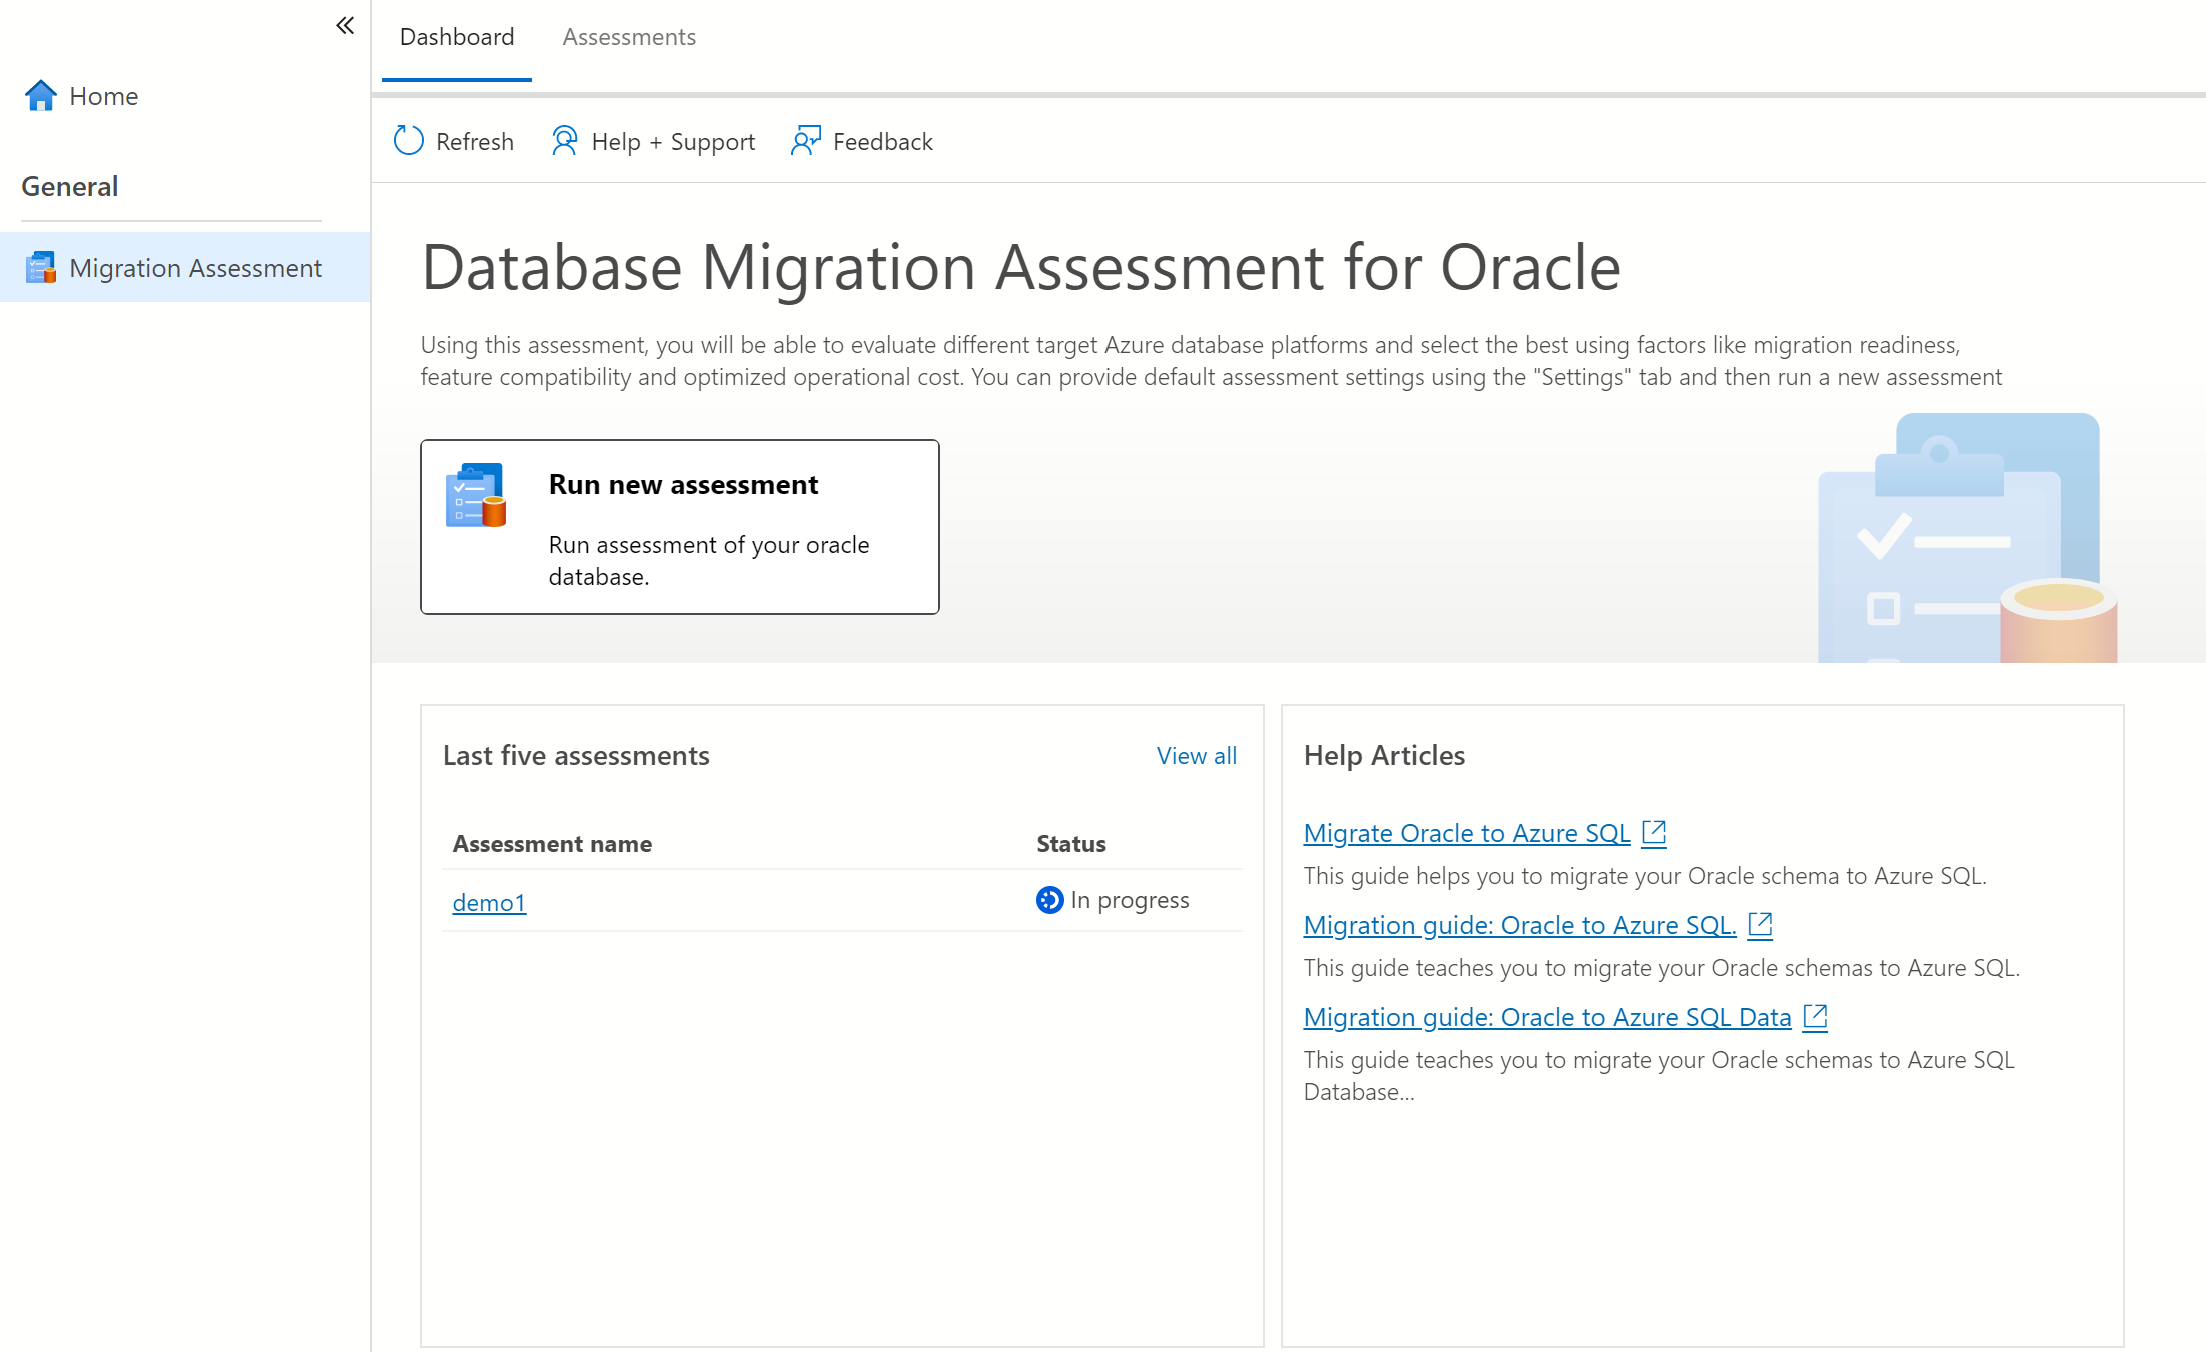 Home
General
Migration Assessment
Dashboard
Assessments
Refresh
Help + Support
Feedback
Database Migration Assessment for Oracle
Using this assessment, you will be able to evaluate different target Azure database platforms and select the best using factors like migration readiness,
feature compatibility and optimized operational cost. You can provide default assessment settings using the "Settings" tab and then run a new assessment
Run new assessment
Run assessment of your oracle
database.
Last five assessments
View all
Assessment name
Status
demo1
In progress
Help Articles
Migrate Oracle to Azure SQL
This guide helps you to migrate your Oracle schema to Azure SQL.
Migration guide: Oracle to Azure SQL.
This guide teaches you to migrate your Oracle schemas to Azure SQL.
Migration guide: Oracle to Azure SQL Data
This guide teaches you to migrate your Oracle schemas to Azure SQL
Database...